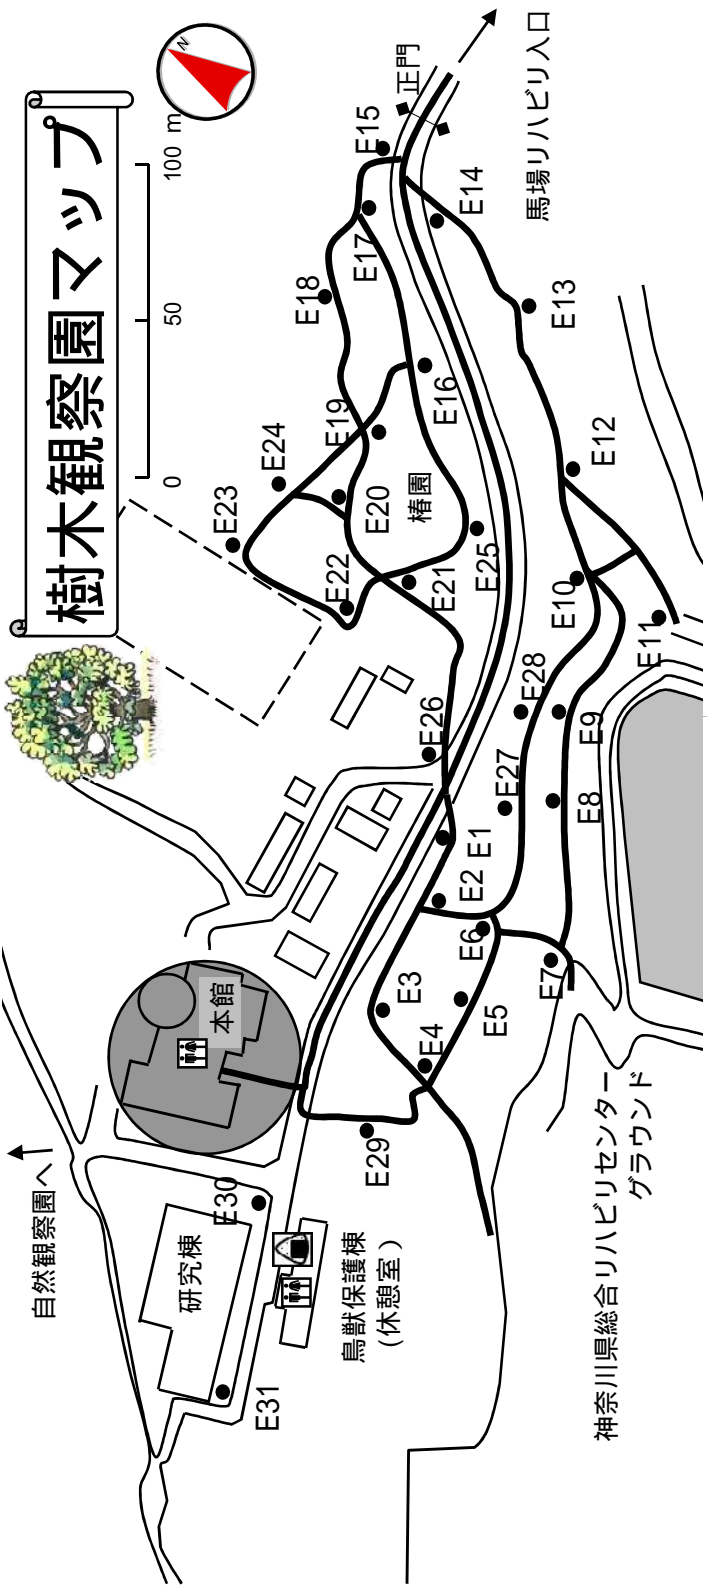 樹木観察園マップ
0
50
100 m
N
正門
馬場リハビリ入口
E15
E14
E17
E18
E13
E16
E19
E24
E12
E23
E20
椿園
E22
E21
E25
E10
E11
E26
E28
E9
E27
E8
E1
E2
E6
E7
E3
E5
E4
本館
E29
自然観察園へ
E30
研究棟
E31
鳥獣保護棟
(休憩室)
神奈川県総合リハビリセンター
グラウンド